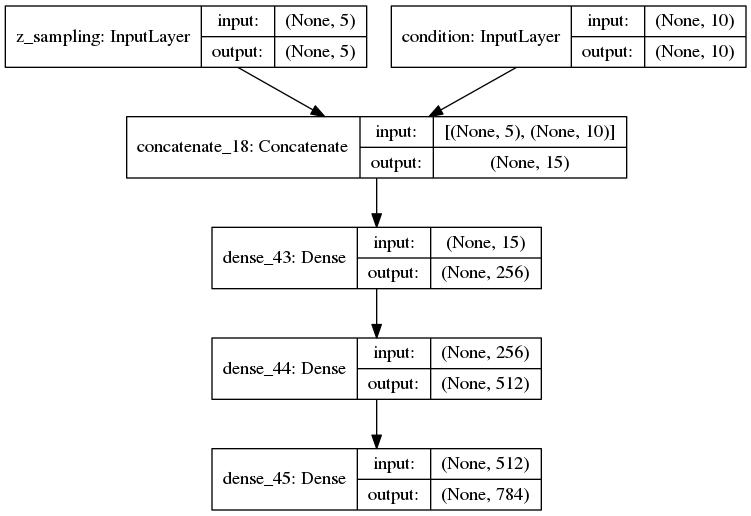 z_sampling: InputLayer
input: (None, 5)
output: (None, 5)
condition: InputLayer
input: (None, 10)
output: (None, 10)
concatenate_18: Concatenate
input: [(None, 5), (None, 10)]
output: (None, 15)
dense_43: Dense
input: (None, 15)
output: (None, 256)
dense_44: Dense
input: (None, 256)
output: (None, 512)
dense_45: Dense
input: (None, 512)
output: (None, 784)